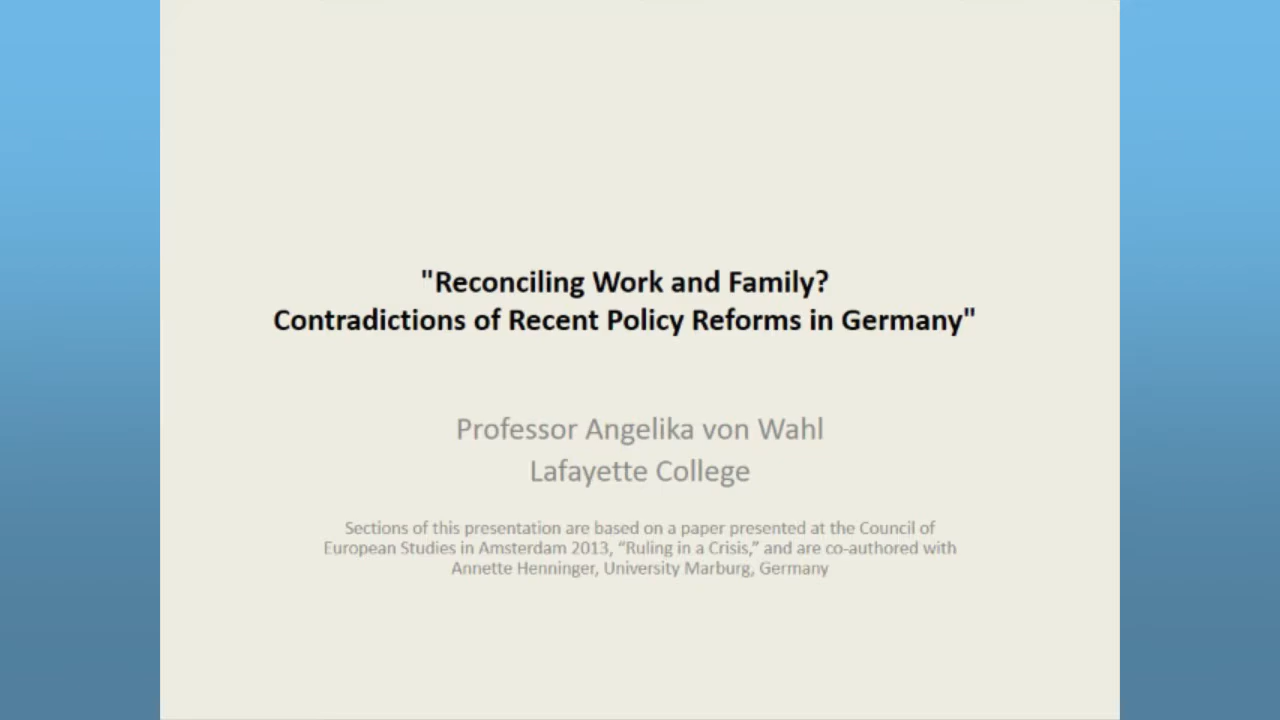 "Reconciling Work and Family?
Contradictions of Recent Policy Reforms in Germany"
Professor Angelika von Wahl
Lafayette College
Sections of this presentation are based on a paper presented at the Council of
European Studies in Amsterdam 2013, “Ruling in a Crisis,” and are co-authored with
Annette Henninger, University Marburg, Germany